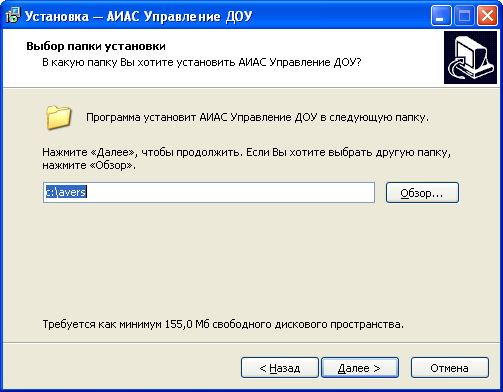 Установка — АИАС Управление ДОУ
Выбор папки установки
В какую папку Вы хотите установить АИАС Управление ДОУ?
Программа установит АИАС Управление ДОУ в следующую папку.
Нажмите «Далее», чтобы продолжить. Если Вы хотите выбрать другую папку,
нажмите «Обзор».
c:\avers
Обзор...
Требуется как минимум 155,0 Мб свободного дискового пространства.
< Назад
Далее >
Отмена